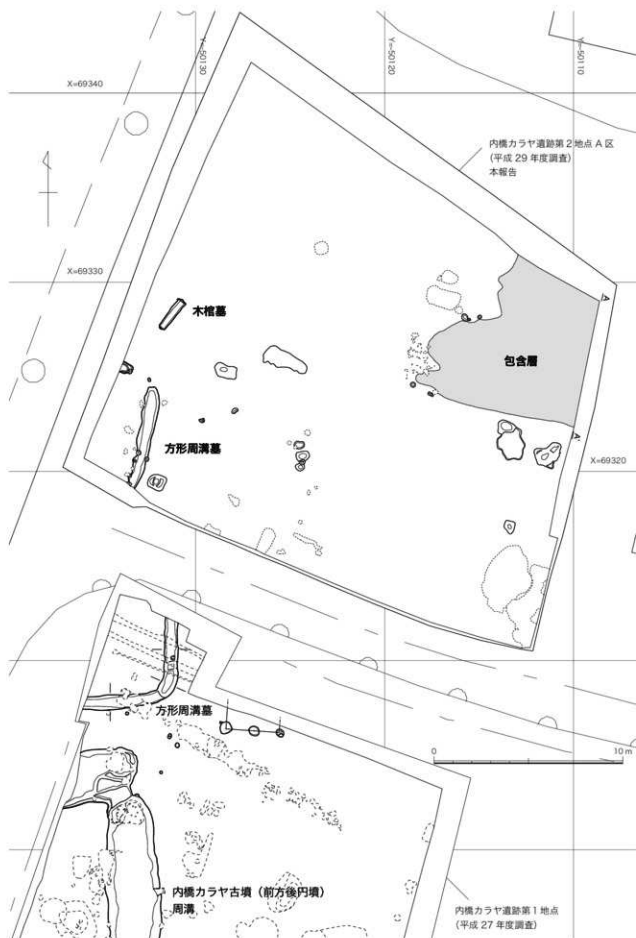 Y=-50130
Y=-50120
Y=-50110
X=69340
内橋カラヤ遺跡第2地点A区
(平成29年度調査)
本報告
X=69330
A
木棺墓
包含層
方形周溝墓
A'
X=69320
方形周溝墓
0 10 m
内橋カラヤ古墳（前方後円墳）
周溝
内橋カラヤ遺跡第1地点
(平成27年度調査)